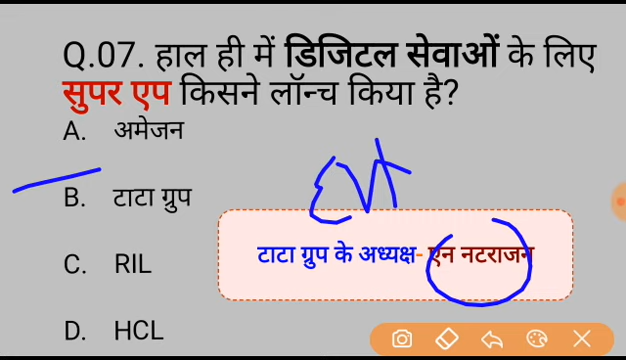 Q.07. हाल ही में डिजिटल सेवाओं के लिए
सुपर एप किसने लॉन्च किया है?
A. अमेजन
B. टाटा ग्रुप
टाटा ग्रुप के अध्यक्ष- एन नटराजन
C. RIL
D. HCL